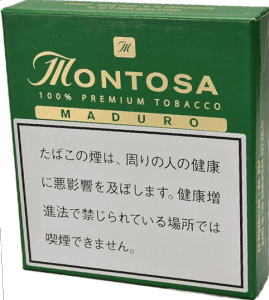 M
MONTOSA
100% PREMIUM TOBACCO
MADURO
たばこの煙は、周りの人の健康
に悪影響を及ぼします。健康増
進法で禁じられている場所では
喫煙できません。